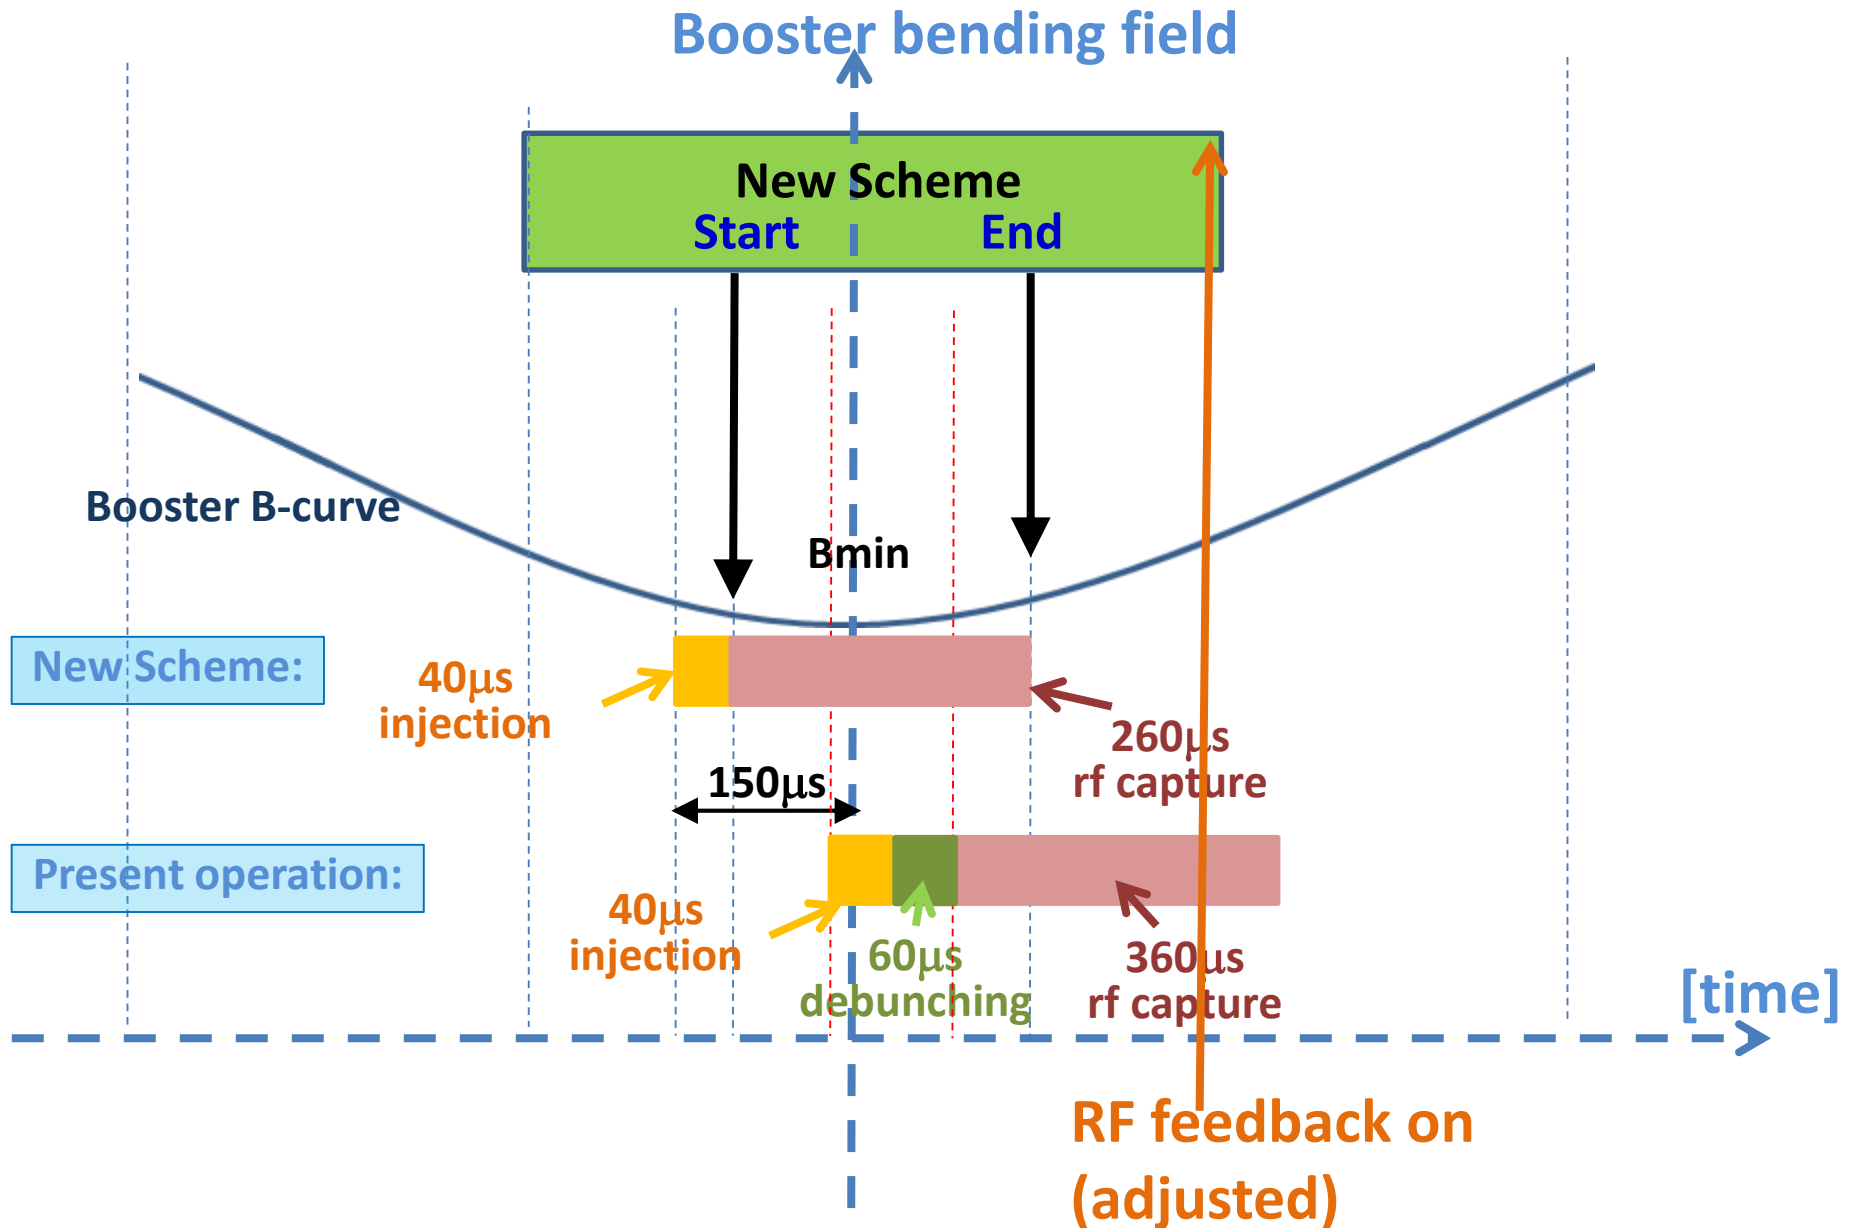 Booster bending field
New Scheme
Start End
Booster B-curve
Bmin
New Scheme:
40μs
injection
260μs
rf capture
150μs
Present operation:
40μs
injection
60μs
debunching
360μs
rf capture
[time]
RF feedback on
(adjusted)